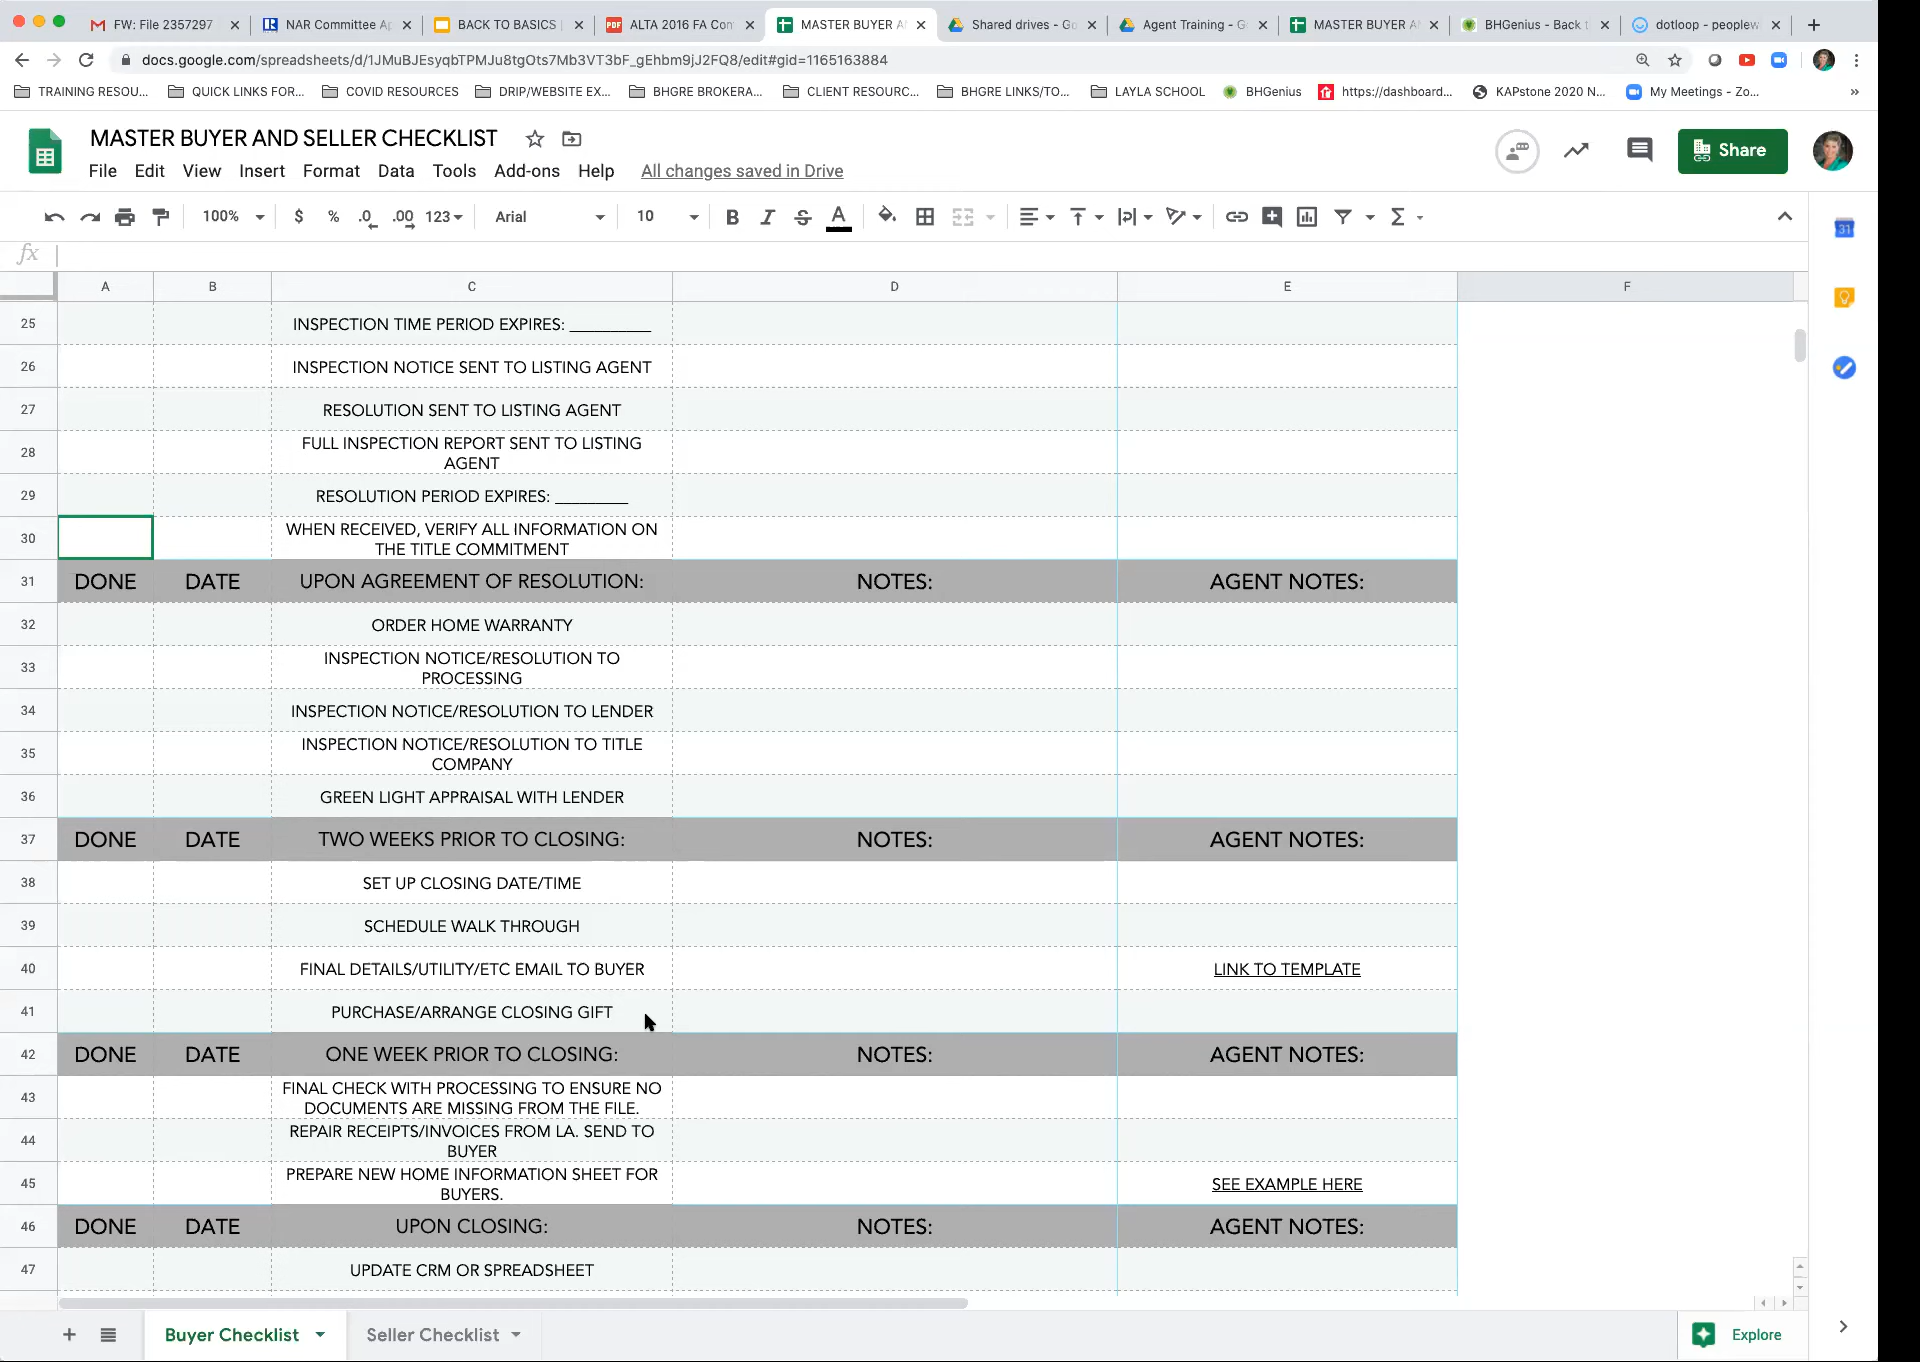 FW: File 2357297
NAR Committee Ap
BACK TO BASICS |
PDF
ALTA 2016 FA Com
MASTER BUYER A
Shared drives - Go
Agent Training - G
MASTER BUYER A
BHGenius - Back t
dotloop - peoplew
docs.google.com/spreadsheets/d/1JMuBJEsyqbTPMJu8tgOts7Mb3VT3bF_gEhbm9jJ2FQ8/edit#gid=1165163884
TRAINING RESOU...
QUICK LINKS FOR...
COVID RESOURCES
DRIP/WEBSITE EX...
BHGRE BROKERA...
CLIENT RESOURC...
BHGRE LINKS/TO...
LAYLA SCHOOL
BHGenius
https://dashboard...
KAPstone 2020 N...
My Meetings - Zo...
»
MASTER BUYER AND SELLER CHECKLIST
File Edit View Insert Format Data Tools Add-ons Help All changes saved in Drive
Share
100% $ % .0 .00 123 Arial 10 B I S A Σ
31
fx
A B C D E F
25 INSPECTION TIME PERIOD EXPIRES: __________
26 INSPECTION NOTICE SENT TO LISTING AGENT
27 RESOLUTION SENT TO LISTING AGENT
28 FULL INSPECTION REPORT SENT TO LISTING
AGENT
29 RESOLUTION PERIOD EXPIRES: _________
30 WHEN RECEIVED, VERIFY ALL INFORMATION ON
THE TITLE COMMITMENT
31 DONE DATE UPON AGREEMENT OF RESOLUTION: NOTES: AGENT NOTES:
32 ORDER HOME WARRANTY
33 INSPECTION NOTICE/RESOLUTION TO
PROCESSING
34 INSPECTION NOTICE/RESOLUTION TO LENDER
35 INSPECTION NOTICE/RESOLUTION TO TITLE
COMPANY
36 GREEN LIGHT APPRAISAL WITH LENDER
37 DONE DATE TWO WEEKS PRIOR TO CLOSING: NOTES: AGENT NOTES:
38 SET UP CLOSING DATE/TIME
39 SCHEDULE WALK THROUGH
40 FINAL DETAILS/UTILITY/ETC EMAIL TO BUYER LINK TO TEMPLATE
41 PURCHASE/ARRANGE CLOSING GIFT
42 DONE DATE ONE WEEK PRIOR TO CLOSING: NOTES: AGENT NOTES:
43 FINAL CHECK WITH PROCESSING TO ENSURE NO
DOCUMENTS ARE MISSING FROM THE FILE.
44 REPAIR RECEIPTS/INVOICES FROM LA. SEND TO
BUYER
45 PREPARE NEW HOME INFORMATION SHEET FOR
BUYERS. SEE EXAMPLE HERE
46 DONE DATE UPON CLOSING: NOTES: AGENT NOTES:
47 UPDATE CRM OR SPREADSHEET
Buyer Checklist
Seller Checklist
Explore